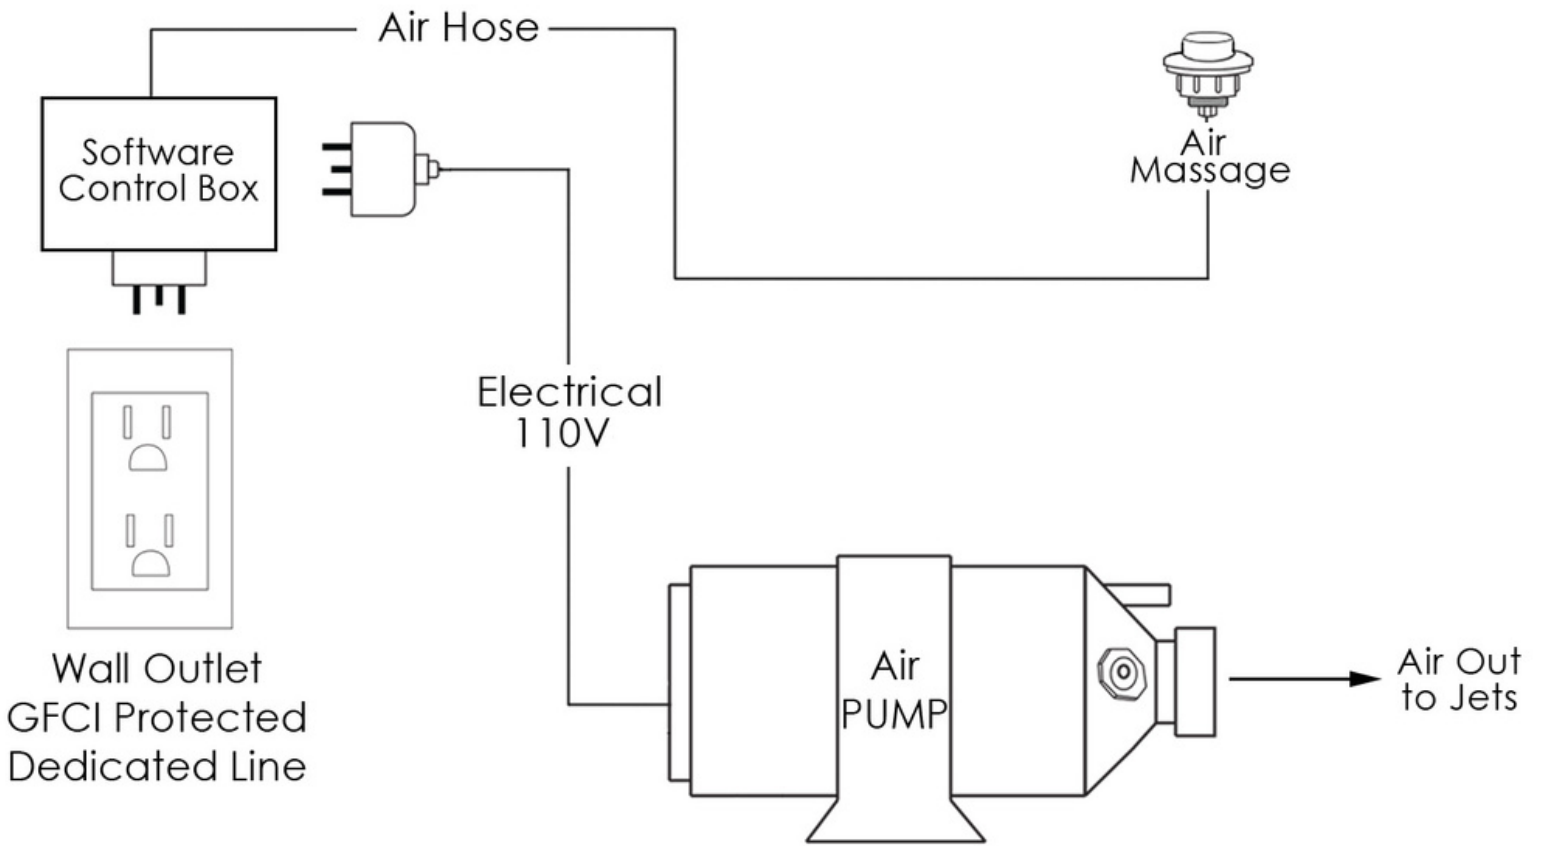 Air Hose
Software
Control Box
Air
Massage
Electrical
110V
Wall Outlet
GFCI Protected
Dedicated Line
Air
PUMP
Air Out
to Jets